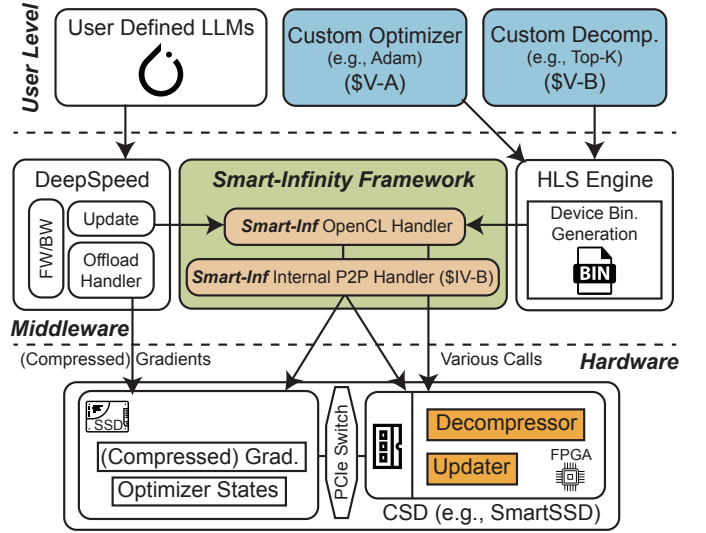 User Level
User Defined LLMs
Custom Optimizer
(e.g., Adam)
($V-A)
Custom Decomp.
(e.g., Top-K)
($V-B)
DeepSpeed
FW/BW
Update
Offload
Handler
Smart-Infinity Framework
Smart-Inf OpenCL Handler
Smart-Inf Internal P2P Handler ($IV-B)
HLS Engine
Device Bin.
Generation
BIN
Middleware
(Compressed) Gradients
Various Calls
Hardware
SSD
(Compressed) Grad.
Optimizer States
PCIe Switch
Decompressor
Updater
FPGA
CSD (e.g., SmartSSD)